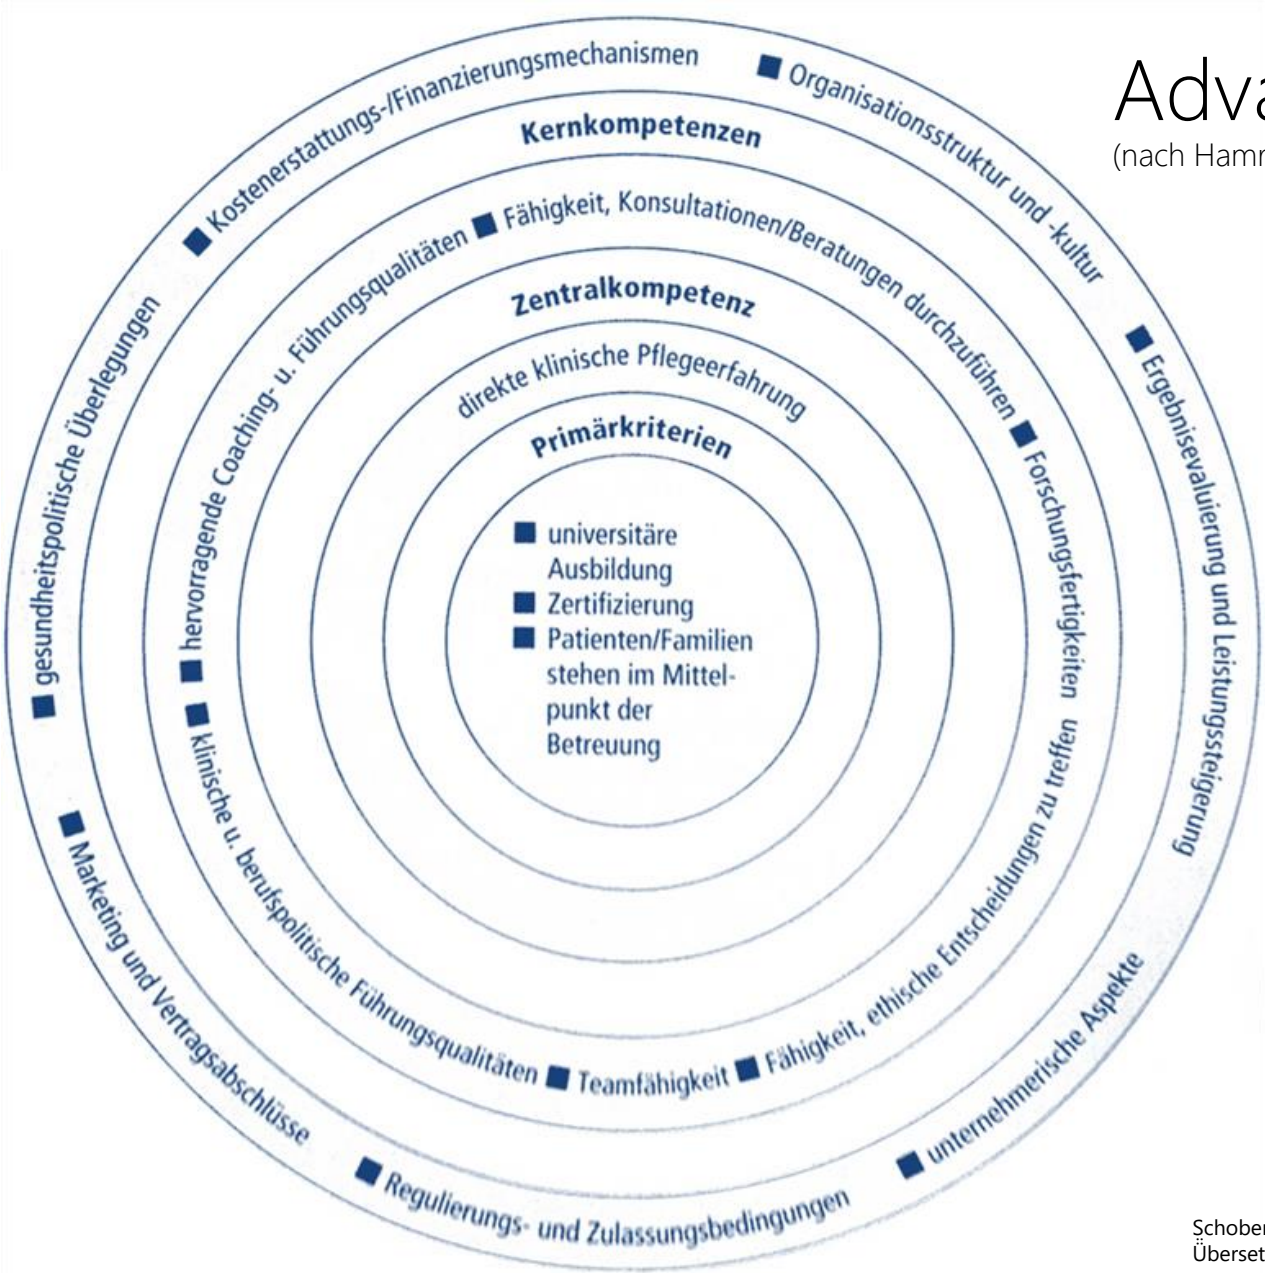 Adva
(nach Hamr
Kostenerstattungs-/Finanzierungsmechanismen
Organisationsstruktur und -kultur
Ergebnisevaluierung und Leistungssteigerung
unternehmerische Aspekte
Regulierungs- und Zulassungsbedingungen
Marketing und Vertragsabschlüsse
gesundheitspolitische Überlegungen
Kernkompetenzen
Fähigkeit, Konsultationen/Beratungen durchzuführen
Forschungsfertigkeiten
Fähigkeit, ethische Entscheidungen zu treffen
Teamfähigkeit
klinische u. berufspolitische Führungsqualitäten
hervorragende Coaching- u. Führungsqualitäten
Zentralkompetenz
direkte klinische Pflegeerfahrung
Primärkriterien
universitäre
Ausbildung
Zertifizierung
Patienten/Familien
stehen im Mittel-
punkt der
Betreuung
Schober
Überset